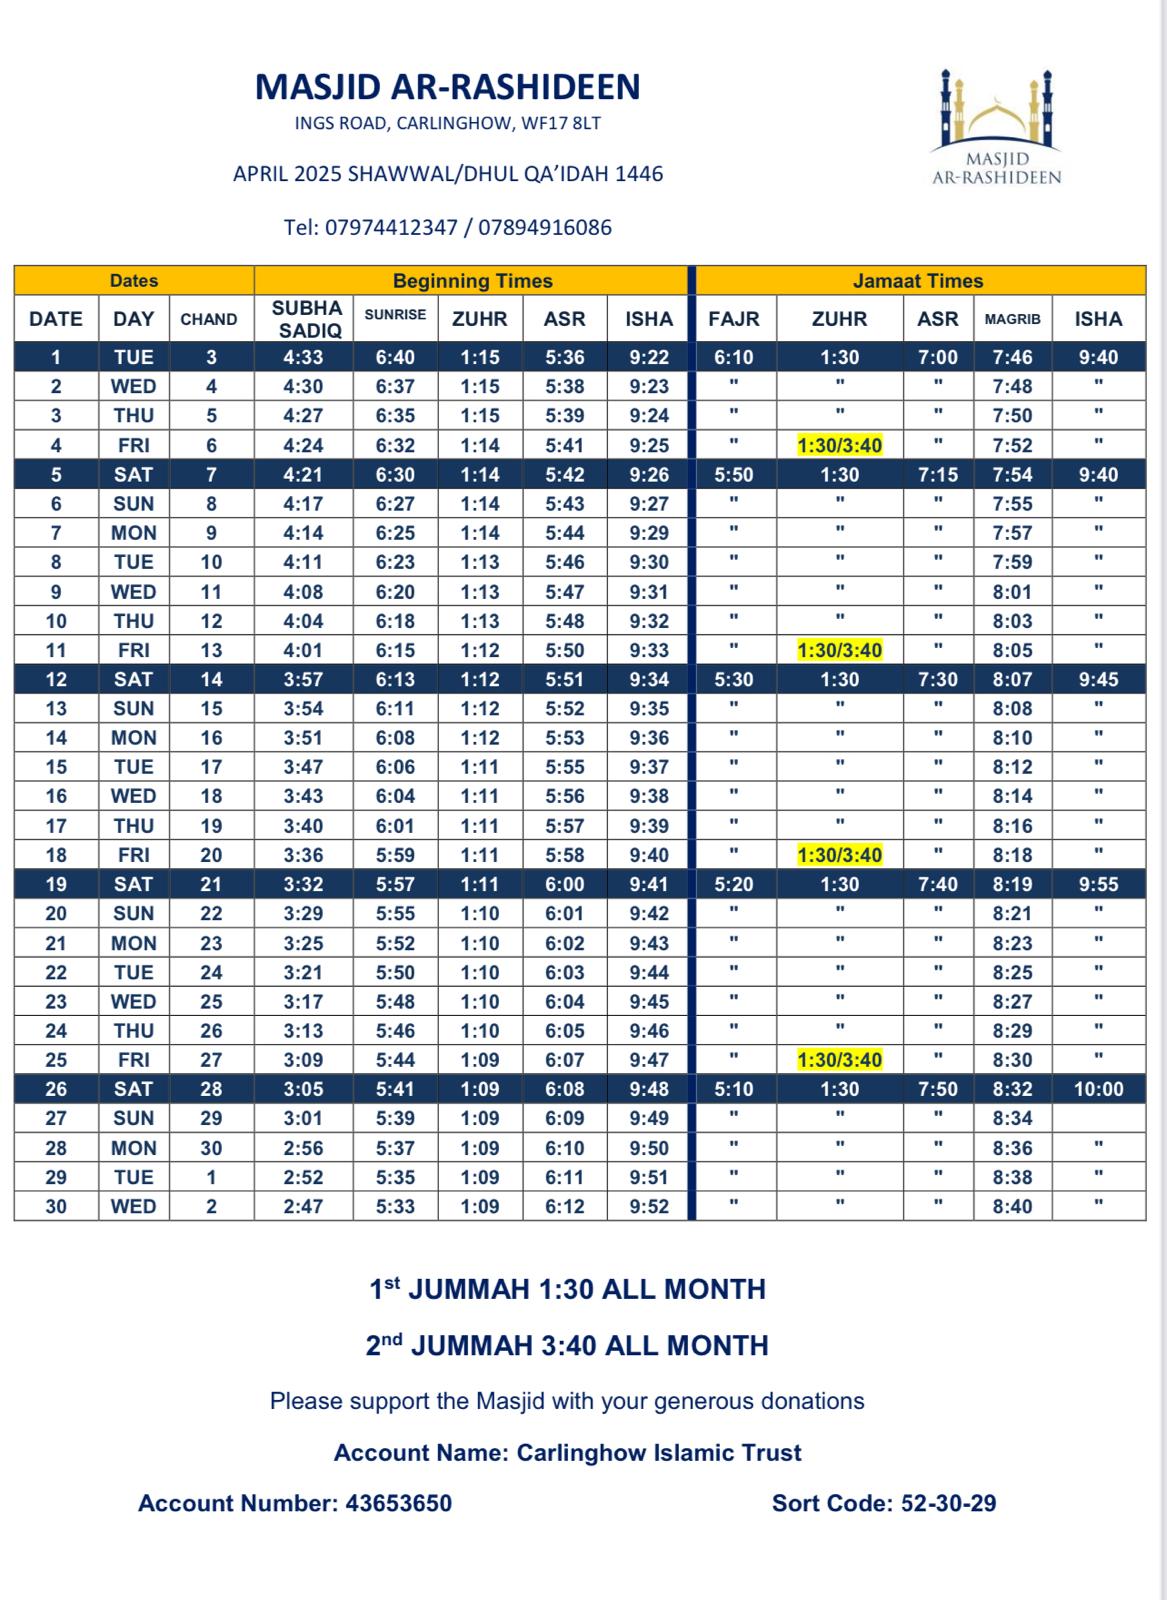 MASJID AR-RASHIDEEN
INGS ROAD, CARLINGHOW, WF17 8LT
APRIL 2025 SHAWWAL/DHUL QA’IDAH 1446
Tel: 07974412347 / 07894916086
MASJID
AR-RASHIDEEN
Dates Beginning Times Jamaat Times
DATE DAY CHAND SUBHA SADIQ SUNRISE ZUHR ASR ISHA FAJR ZUHR ASR MAGRIB ISHA
1 TUE 3 4:33 6:40 1:15 5:36 9:22 6:10 1:30 7:00 7:46 9:40
2 WED 4 4:30 6:37 1:15 5:38 9:23 " " " 7:48 "
3 THU 5 4:27 6:35 1:15 5:39 9:24 " " " 7:50 "
4 FRI 6 4:24 6:32 1:14 5:41 9:25 " 1:30/3:40 " 7:52 "
5 SAT 7 4:21 6:30 1:14 5:42 9:26 5:50 1:30 7:15 7:54 9:40
6 SUN 8 4:17 6:27 1:14 5:43 9:27 " " " 7:55 "
7 MON 9 4:14 6:25 1:14 5:44 9:29 " " " 7:57 "
8 TUE 10 4:11 6:23 1:13 5:46 9:30 " " " 7:59 "
9 WED 11 4:08 6:20 1:13 5:47 9:31 " " " 8:01 "
10 THU 12 4:04 6:18 1:13 5:48 9:32 " " " 8:03 "
11 FRI 13 4:01 6:15 1:12 5:50 9:33 " 1:30/3:40 " 8:05 "
12 SAT 14 3:57 6:13 1:12 5:51 9:34 5:30 1:30 7:30 8:07 9:45
13 SUN 15 3:54 6:11 1:12 5:52 9:35 " " " 8:08 "
14 MON 16 3:51 6:08 1:12 5:53 9:36 " " " 8:10 "
15 TUE 17 3:47 6:06 1:11 5:55 9:37 " " " 8:12 "
16 WED 18 3:43 6:04 1:11 5:56 9:38 " " " 8:14 "
17 THU 19 3:40 6:01 1:11 5:57 9:39 " " " 8:16 "
18 FRI 20 3:36 5:59 1:11 5:58 9:40 " 1:30/3:40 " 8:18 "
19 SAT 21 3:32 5:57 1:11 6:00 9:41 5:20 1:30 7:40 8:19 9:55
20 SUN 22 3:29 5:55 1:10 6:01 9:42 " " " 8:21 "
21 MON 23 3:25 5:52 1:10 6:02 9:43 " " " 8:23 "
22 TUE 24 3:21 5:50 1:10 6:03 9:44 " " " 8:25 "
23 WED 25 3:17 5:48 1:10 6:04 9:45 " " " 8:27 "
24 THU 26 3:13 5:46 1:10 6:05 9:46 " " " 8:29 "
25 FRI 27 3:09 5:44 1:09 6:07 9:47 " 1:30/3:40 " 8:30 "
26 SAT 28 3:05 5:41 1:09 6:08 9:48 5:10 1:30 7:50 8:32 10:00
27 SUN 29 3:01 5:39 1:09 6:09 9:49 " " " 8:34
28 MON 30 2:56 5:37 1:09 6:10 9:50 " " " 8:36 "
29 TUE 1 2:52 5:35 1:09 6:11 9:51 " " " 8:38 "
30 WED 2 2:47 5:33 1:09 6:12 9:52 " " " 8:40 "
1st JUMMAH 1:30 ALL MONTH
2nd JUMMAH 3:40 ALL MONTH
Please support the Masjid with your generous donations
Account Name: Carlinghow Islamic Trust
Account Number: 43653650 Sort Code: 52-30-29